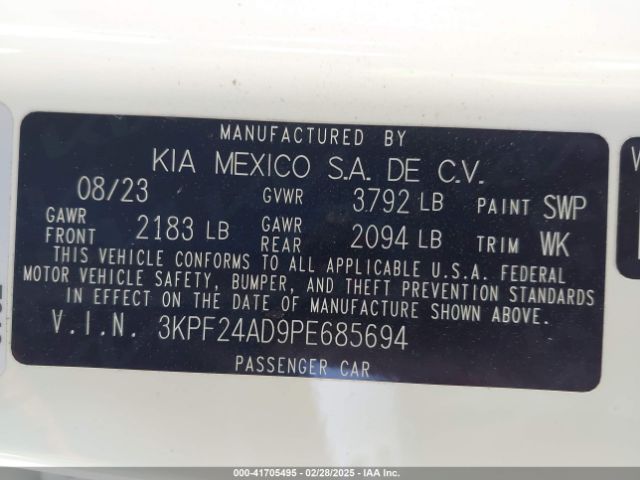 MANUFACTURED BY
KIA MEXICO S.A. DE C.V.
08/23 GVWR 3792 LB PAINT SWP
GAWR FRONT 2183 LB GAWR REAR 2094 LB TRIM WK
THIS VEHICLE CONFORMS TO ALL APPLICABLE U.S.A. FEDERAL
MOTOR VEHICLE SAFETY, BUMPER, AND THEFT PREVENTION STANDARDS
IN EFFECT ON THE DATE OF MANUFACTURE SHOWN ABOVE.
V.I.N. 3KPF24AD9PE685694
PASSENGER CAR
000-41705495 - 02/28/2025 - IAA Inc.